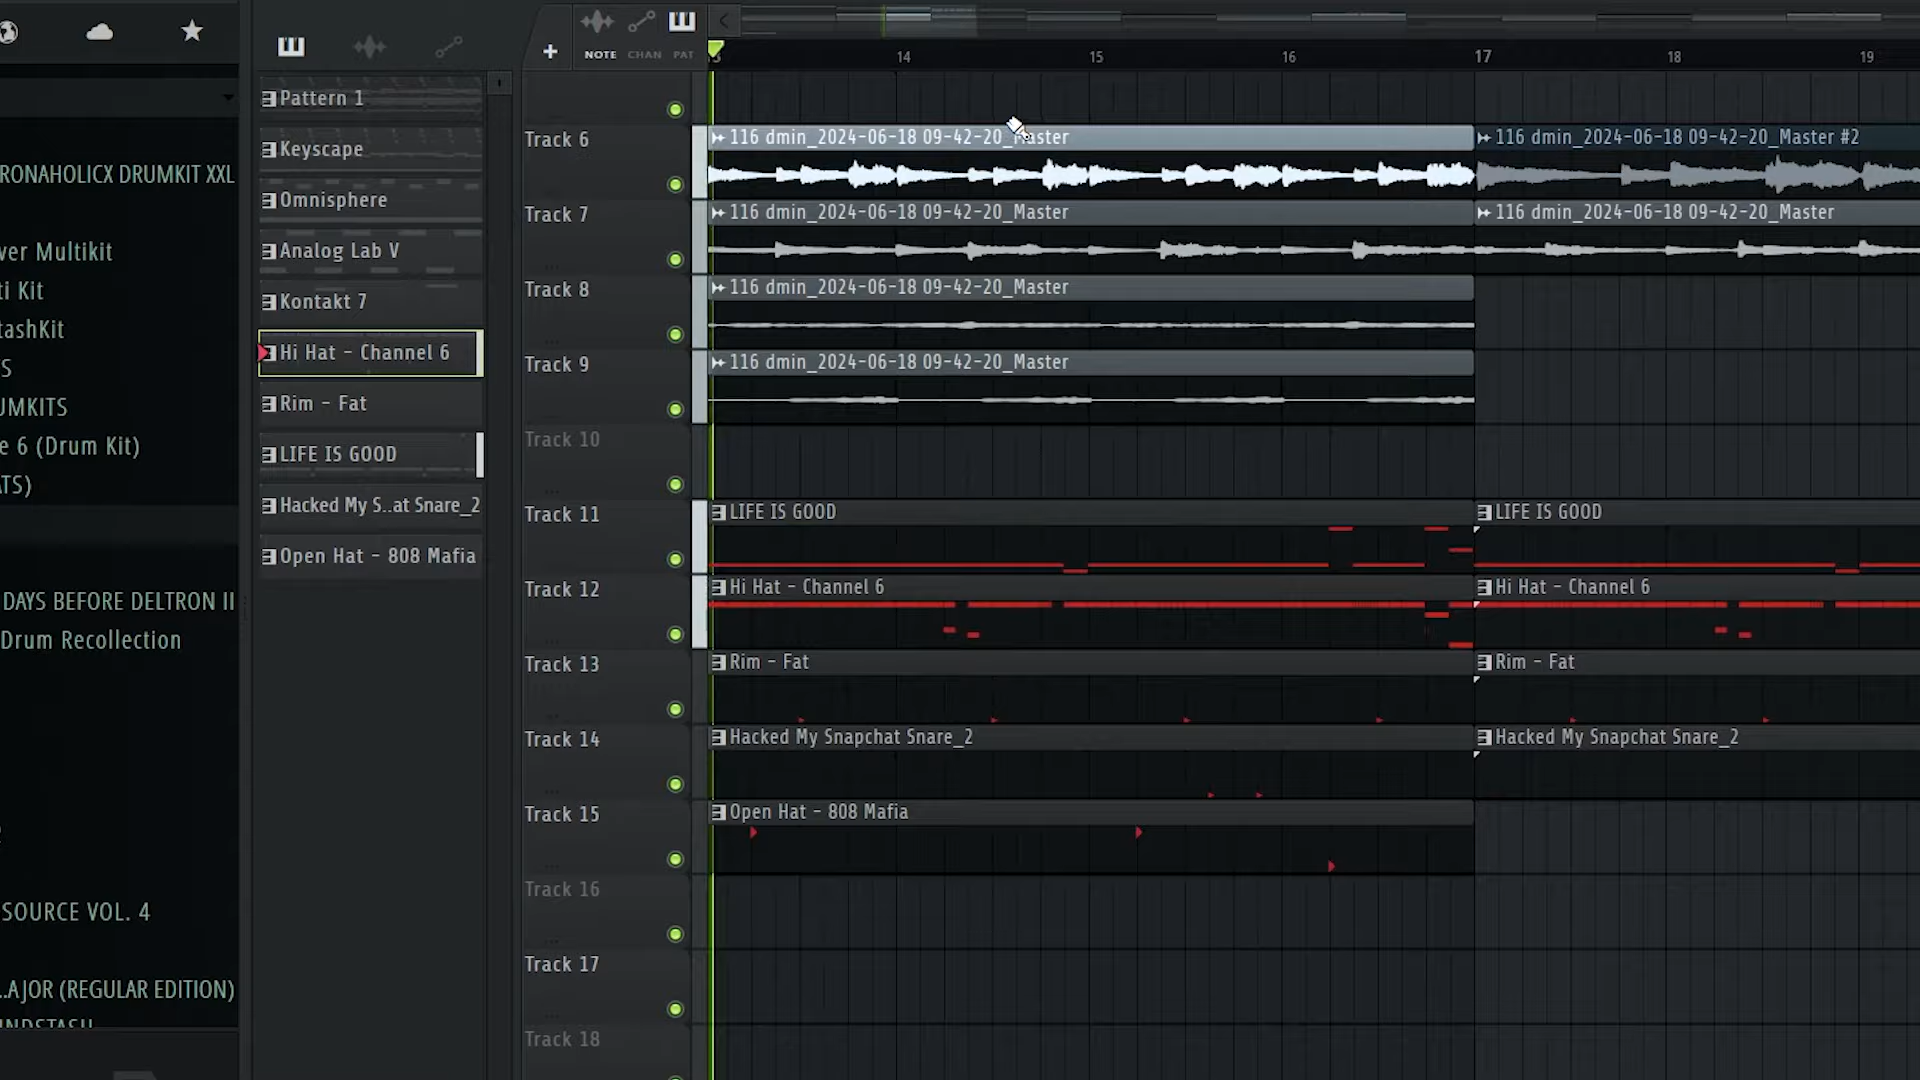 RONAHOLICX DRUMKIT XXL
ver Multikit
ti Kit
tashKit
S
UMKITS
e 6 (Drum Kit)
ATS)
DAYS BEFORE DELTRON II
Drum Recollection
SOURCE VOL. 4
..AJOR (REGULAR EDITION)
Pattern 1
Keyscape
Omnisphere
Analog Lab V
Kontakt 7
Hi Hat - Channel 6
Rim - Fat
LIFE IS GOOD
Hacked My S..at Snare_2
Open Hat - 808 Mafia
NOTE CHAN PAT
3 14 15 16 17 18 19
Track 6
116 dmin_2024-06-18 09-42-20_Master
116 dmin_2024-06-18 09-42-20_Master #2
Track 7
116 dmin_2024-06-18 09-42-20_Master
116 dmin_2024-06-18 09-42-20_Master
Track 8
116 dmin_2024-06-18 09-42-20_Master
Track 9
116 dmin_2024-06-18 09-42-20_Master
Track 10
Track 11
LIFE IS GOOD
LIFE IS GOOD
Track 12
Hi Hat - Channel 6
Hi Hat - Channel 6
Track 13
Rim - Fat
Rim - Fat
Track 14
Hacked My Snapchat Snare_2
Hacked My Snapchat Snare_2
Track 15
Open Hat - 808 Mafia
Track 16
Track 17
Track 18